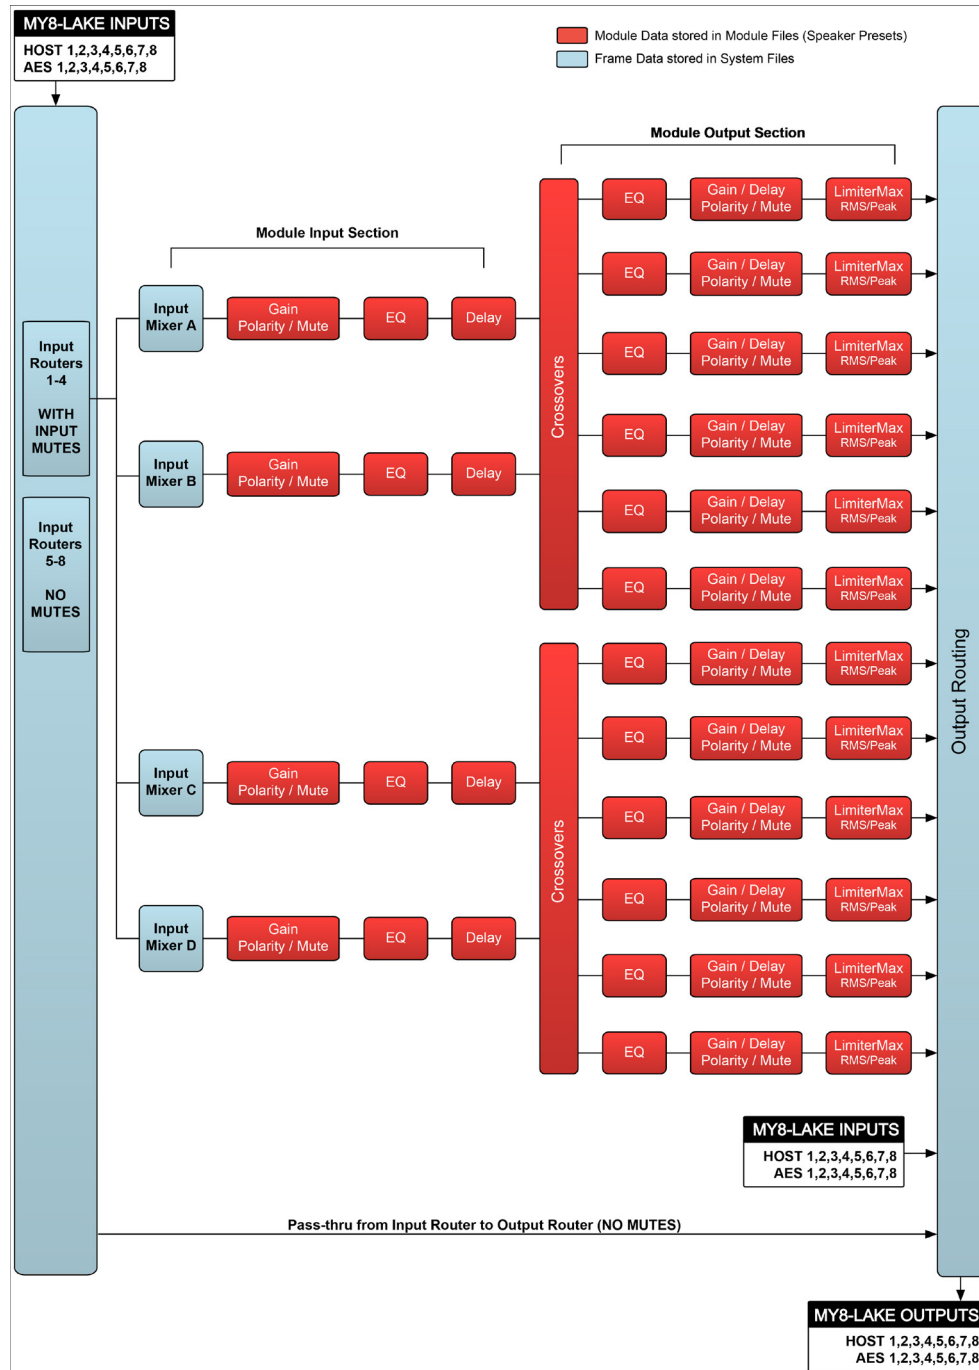 MY8-LAKE INPUTS
HOST 1,2,3,4,5,6,7,8
AES 1,2,3,4,5,6,7,8
Module Data stored in Module Files (Speaker Presets)
Frame Data stored in System Files
Module Output Section
Module Input Section
Input
Routers
1-4
WITH
INPUT
MUTES
Input
Routers
5-8
NO
MUTES
Input
Mixer A
Gain
Polarity / Mute
EQ
Delay
Input
Mixer B
Gain
Polarity / Mute
EQ
Delay
Input
Mixer C
Gain
Polarity / Mute
EQ
Delay
Input
Mixer D
Gain
Polarity / Mute
EQ
Delay
Crossovers
EQ
Gain / Delay
Polarity / Mute
LimiterMax
RMS/Peak
EQ
Gain / Delay
Polarity / Mute
LimiterMax
RMS/Peak
EQ
Gain / Delay
Polarity / Mute
LimiterMax
RMS/Peak
EQ
Gain / Delay
Polarity / Mute
LimiterMax
RMS/Peak
EQ
Gain / Delay
Polarity / Mute
LimiterMax
RMS/Peak
EQ
Gain / Delay
Polarity / Mute
LimiterMax
RMS/Peak
Crossovers
EQ
Gain / Delay
Polarity / Mute
LimiterMax
RMS/Peak
EQ
Gain / Delay
Polarity / Mute
LimiterMax
RMS/Peak
EQ
Gain / Delay
Polarity / Mute
LimiterMax
RMS/Peak
EQ
Gain / Delay
Polarity / Mute
LimiterMax
RMS/Peak
EQ
Gain / Delay
Polarity / Mute
LimiterMax
RMS/Peak
EQ
Gain / Delay
Polarity / Mute
LimiterMax
RMS/Peak
Output Routing
MY8-LAKE INPUTS
HOST 1,2,3,4,5,6,7,8
AES 1,2,3,4,5,6,7,8
Pass-thru from Input Router to Output Router (NO MUTES)
MY8-LAKE OUTPUTS
HOST 1,2,3,4,5,6,7,8
AES 1,2,3,4,5,6,7,8